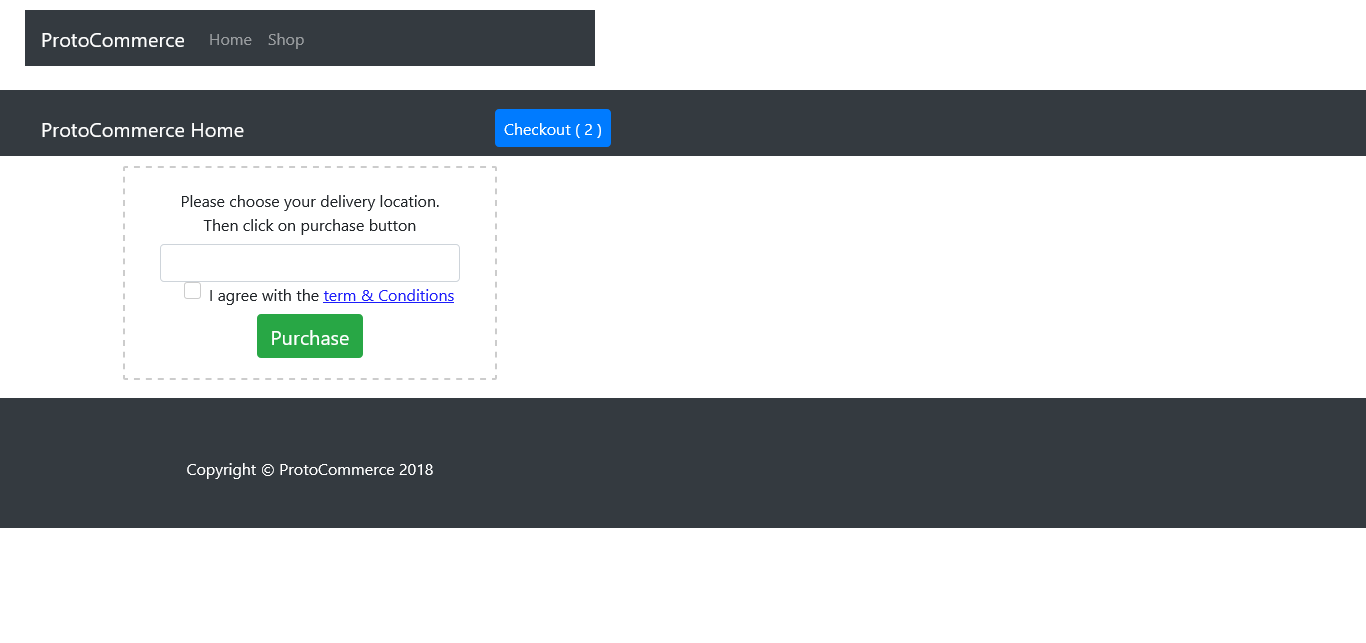 ProtoCommerce Home Shop
ProtoCommerce Home Checkout ( 2 )
Please choose your delivery location.
Then click on purchase button
I agree with the term & Conditions
Purchase
Copyright © ProtoCommerce 2018